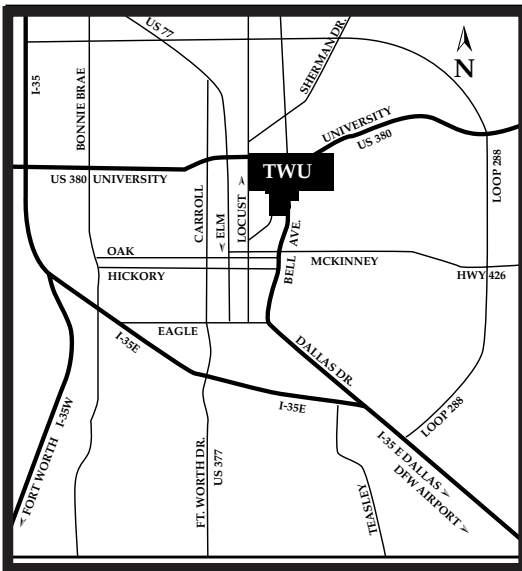 US 77
SHERMAN DR.
N
I-35
BONNIE BRAE
UNIVERSITY
US 380
LOOP 288
TWU
US 380 UNIVERSITY
CARROLL
ELM
LOCUST
BELL AVE.
OAK
MCKINNEY
HICKORY
HWY 426
EAGLE
I-35E
DALLAS DR.
I-35E
LOOP 288
I-35W
FORT WORTH
FT. WORTH DR.
US 377
TEASLEY
I-35 E DALLAS
DFW AIRPORT